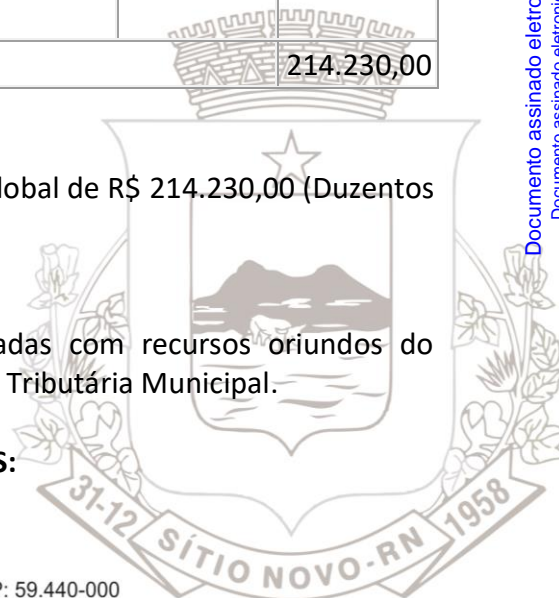 214.230,00
lobal de R$ 214.230,00 (Duzentos
adas com recursos oriundos do
Tributária Municipal.
S:
31-12 SÍTIO NOVO-RN 1958
P: 59.440-000
Documento assinado eletro
Documento assinado eletroni